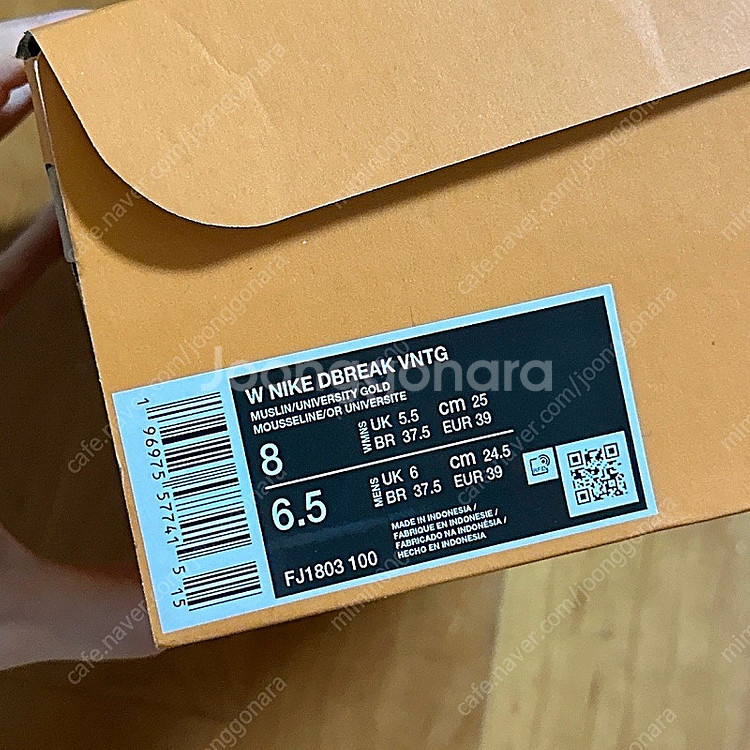 W NIKE DBREAK VNTG
MUSLIN/UNIVERSITY GOLD
MOUSSELINE/OR UNIVERSITE
8 WMNS UK 5.5 cm 25
BR 37.5 EUR 39
6.5 MENS UK 6 cm 24.5
BR 37.5 EUR 39
MADE IN INDONESIA /
FABRIQUE EN INDONESIE /
FABRICADO NA INDONÉSIA /
HECHO EN INDONESIA
FJ1803 100
1 96975 57741 5 15
RFID
Joonggonara
cafe.naver.com/joonggonara